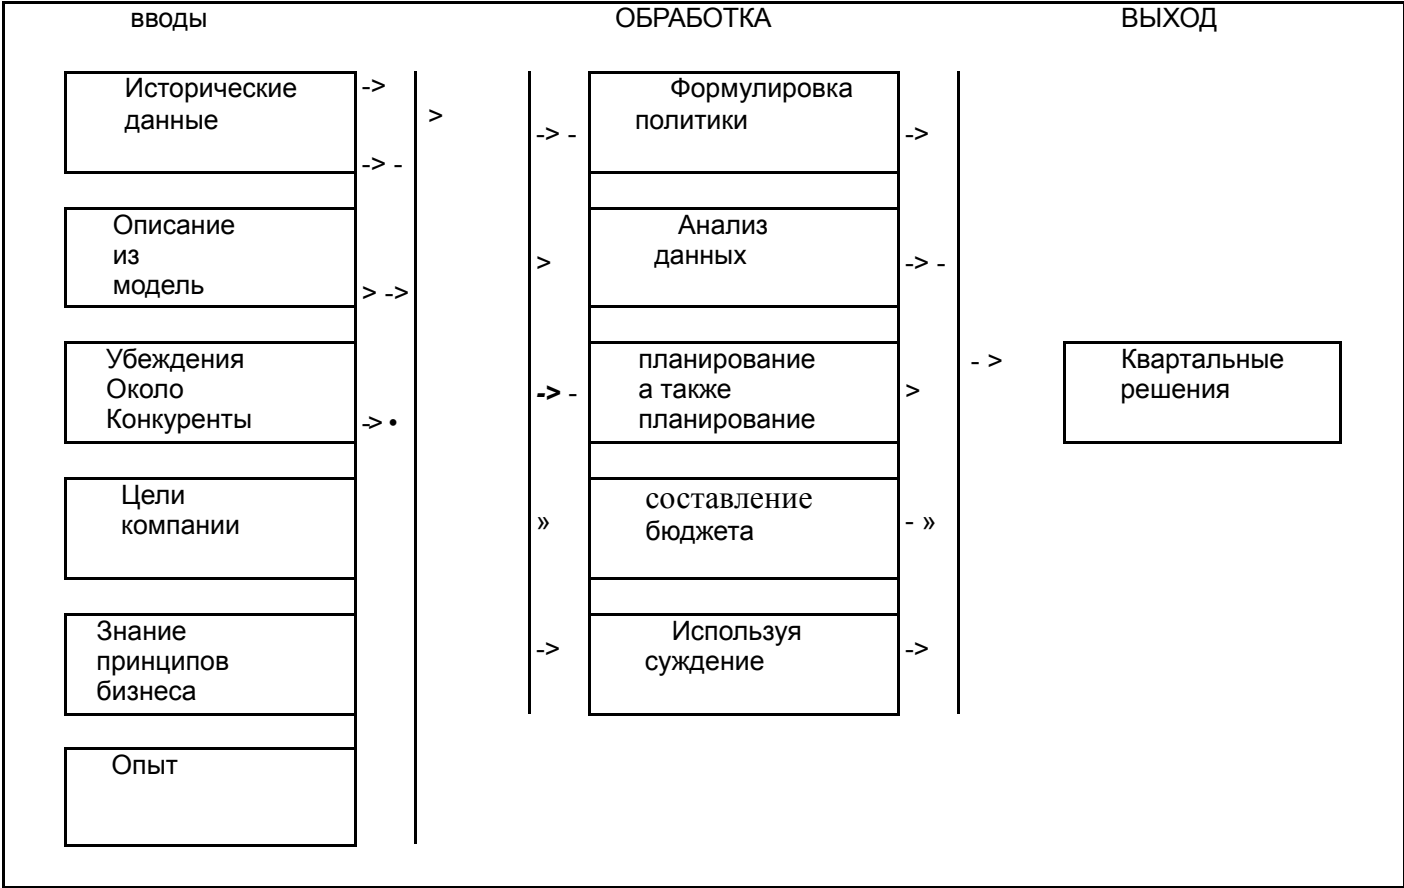 вводы
ОБРАБОТКА
ВЫХОД
Исторические
данные
->
-> -
>
Описание
из
модель
> ->
Убеждения
Около
Конкуренты
-> •
Цели
компании
Знание
принципов
бизнеса
Опыт
-> -
Формулировка
политики
->
>
Анализ
данных
-> -
-> -
планирование
а также
планирование
>
»
составление
бюджета
- »
->
Используя
суждение
->
- >
Квартальные
решения